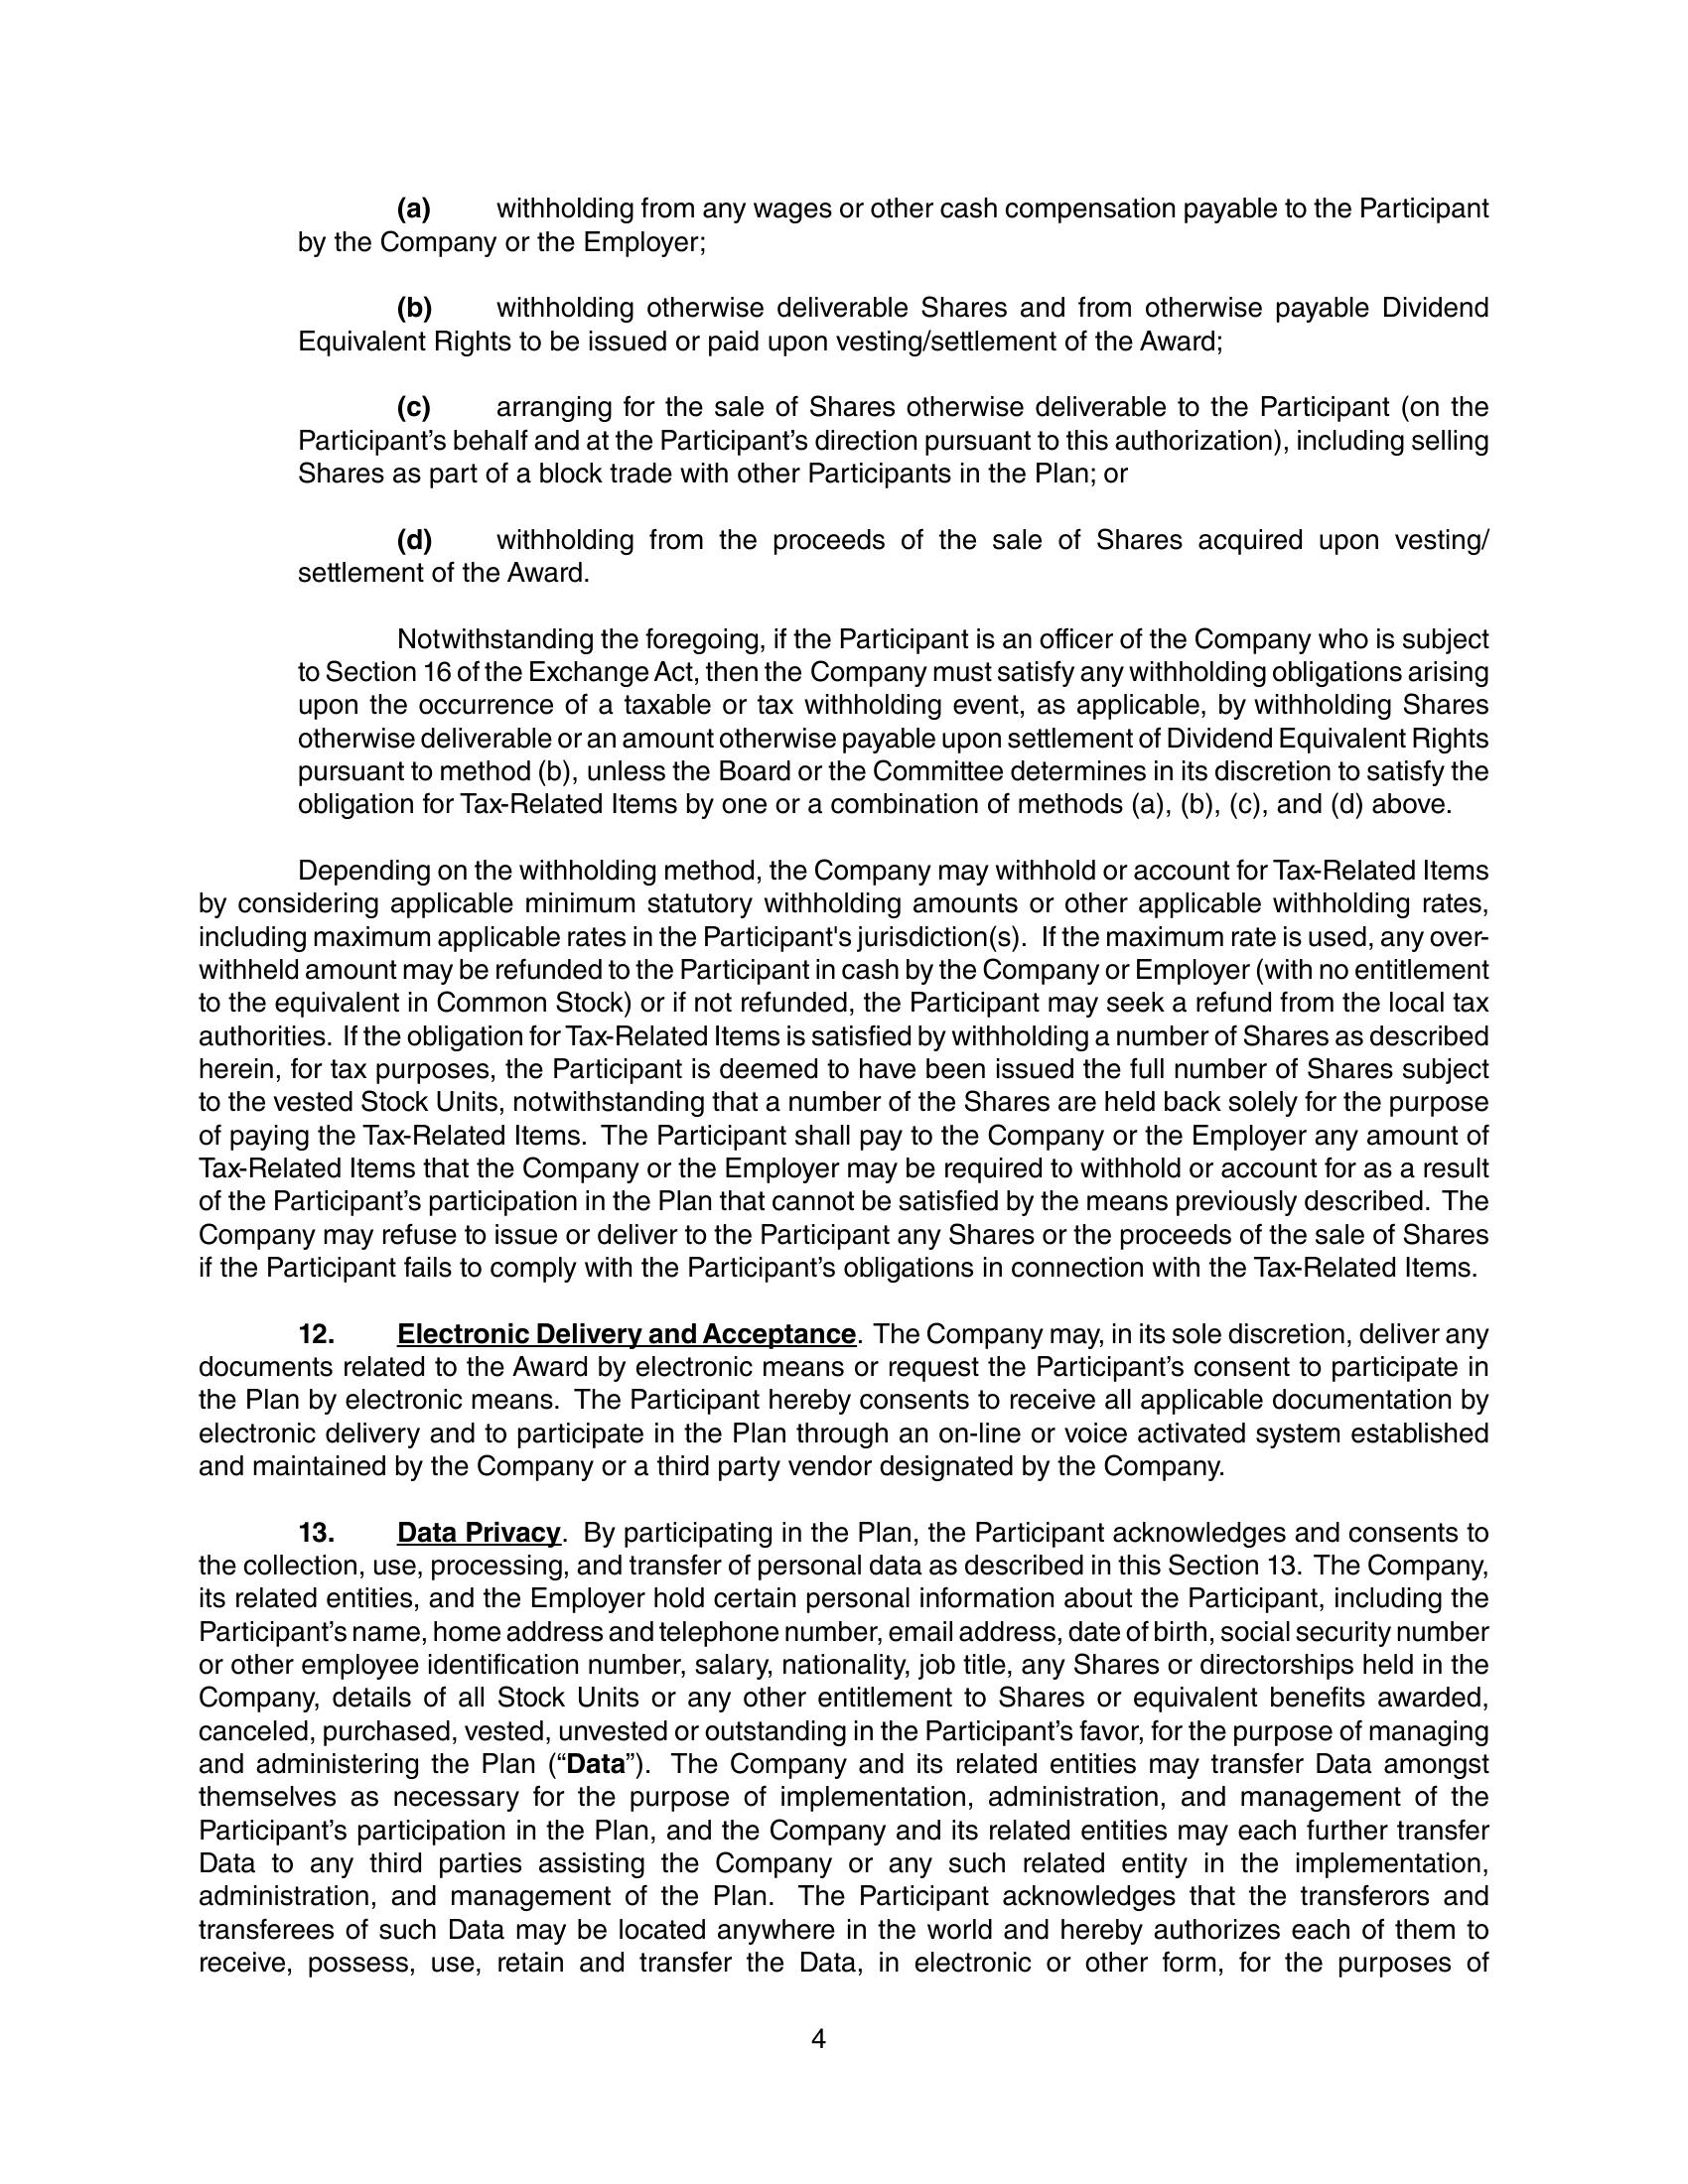 (a) withholding from any wages or other cash compensation payable to the Participant
by the Company or the Employer;
(b) withholding otherwise deliverable Shares and from otherwise payable Dividend
Equivalent Rights to be issued or paid upon vesting/settlement of the Award;
(c) arranging for the sale of Shares otherwise deliverable to the Participant (on the
Participant’s behalf and at the Participant’s direction pursuant to this authorization), including selling
Shares as part of a block trade with other Participants in the Plan; or
(d) withholding from the proceeds of the sale of Shares acquired upon vesting/
settlement of the Award.
Notwithstanding the foregoing, if the Participant is an officer of the Company who is subject
to Section 16 of the Exchange Act, then the Company must satisfy any withholding obligations arising
upon the occurrence of a taxable or tax withholding event, as applicable, by withholding Shares
otherwise deliverable or an amount otherwise payable upon settlement of Dividend Equivalent Rights
pursuant to method (b), unless the Board or the Committee determines in its discretion to satisfy the
obligation for Tax-Related Items by one or a combination of methods (a), (b), (c), and (d) above.
Depending on the withholding method, the Company may withhold or account for Tax-Related Items
by considering applicable minimum statutory withholding amounts or other applicable withholding rates,
including maximum applicable rates in the Participant's jurisdiction(s). If the maximum rate is used, any over-
withheld amount may be refunded to the Participant in cash by the Company or Employer (with no entitlement
to the equivalent in Common Stock) or if not refunded, the Participant may seek a refund from the local tax
authorities. If the obligation for Tax-Related Items is satisfied by withholding a number of Shares as described
herein, for tax purposes, the Participant is deemed to have been issued the full number of Shares subject
to the vested Stock Units, notwithstanding that a number of the Shares are held back solely for the purpose
of paying the Tax-Related Items. The Participant shall pay to the Company or the Employer any amount of
Tax-Related Items that the Company or the Employer may be required to withhold or account for as a result
of the Participant’s participation in the Plan that cannot be satisfied by the means previously described. The
Company may refuse to issue or deliver to the Participant any Shares or the proceeds of the sale of Shares
if the Participant fails to comply with the Participant’s obligations in connection with the Tax-Related Items.
12. Electronic Delivery and Acceptance. The Company may, in its sole discretion, deliver any
documents related to the Award by electronic means or request the Participant’s consent to participate in
the Plan by electronic means. The Participant hereby consents to receive all applicable documentation by
electronic delivery and to participate in the Plan through an on-line or voice activated system established
and maintained by the Company or a third party vendor designated by the Company.
13. Data Privacy. By participating in the Plan, the Participant acknowledges and consents to
the collection, use, processing, and transfer of personal data as described in this Section 13. The Company,
its related entities, and the Employer hold certain personal information about the Participant, including the
Participant’s name, home address and telephone number, email address, date of birth, social security number
or other employee identification number, salary, nationality, job title, any Shares or directorships held in the
Company, details of all Stock Units or any other entitlement to Shares or equivalent benefits awarded,
canceled, purchased, vested, unvested or outstanding in the Participant’s favor, for the purpose of managing
and administering the Plan (“Data”). The Company and its related entities may transfer Data amongst
themselves as necessary for the purpose of implementation, administration, and management of the
Participant’s participation in the Plan, and the Company and its related entities may each further transfer
Data to any third parties assisting the Company or any such related entity in the implementation,
administration, and management of the Plan. The Participant acknowledges that the transferors and
transferees of such Data may be located anywhere in the world and hereby authorizes each of them to
receive, possess, use, retain and transfer the Data, in electronic or other form, for the purposes of
4